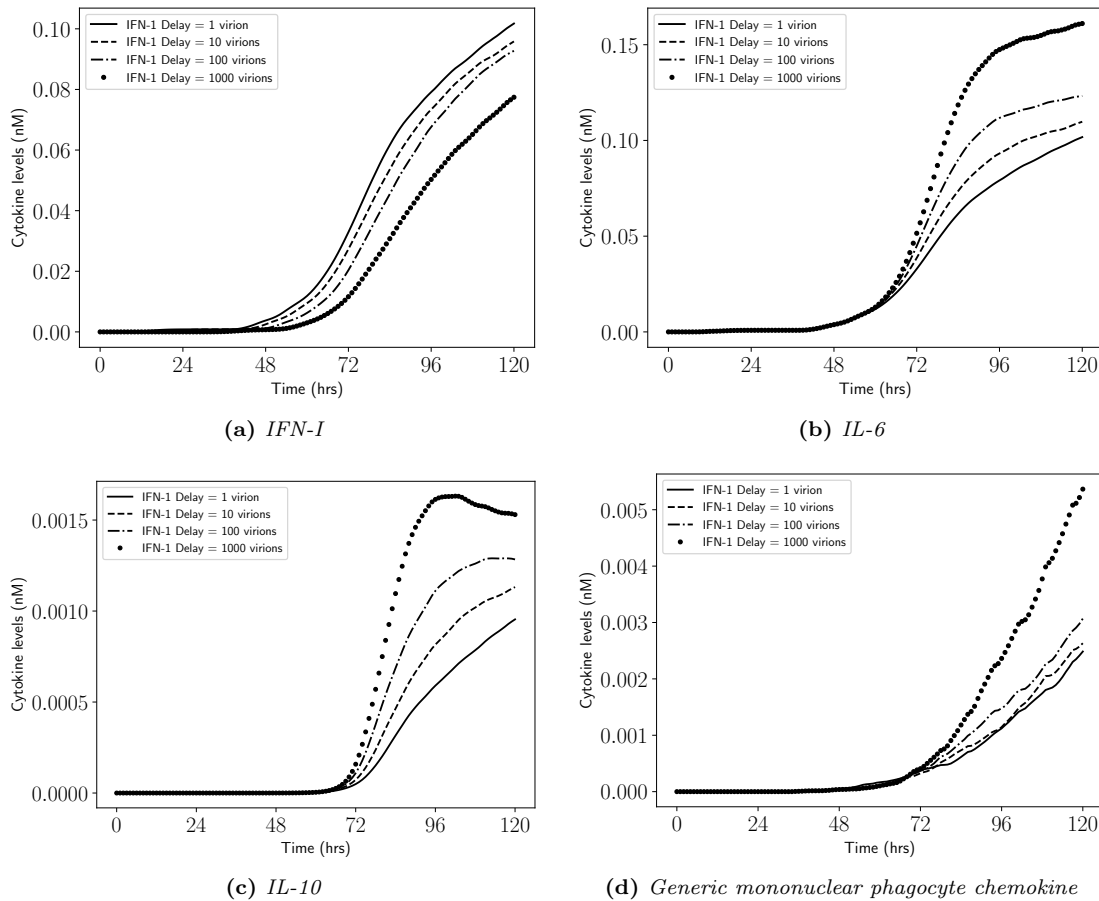 IFN-1 Delay = 1 virion
IFN-1 Delay = 10 virions
IFN-1 Delay = 100 virions
IFN-1 Delay = 1000 virions
Cytokine levels (nM)
0.10
0.08
0.06
0.04
0.02
0.00
0 24 48 72 96 120
Time (hrs)
(a) IFN-I
IFN-1 Delay = 1 virion
IFN-1 Delay = 10 virions
IFN-1 Delay = 100 virions
IFN-1 Delay = 1000 virions
Cytokine levels (nM)
0.15
0.10
0.05
0.00
0 24 48 72 96 120
Time (hrs)
(b) IL-6
IFN-1 Delay = 1 virion
IFN-1 Delay = 10 virions
IFN-1 Delay = 100 virions
IFN-1 Delay = 1000 virions
Cytokine levels (nM)
0.0015
0.0010
0.0005
0.0000
0 24 48 72 96 120
Time (hrs)
(c) IL-10
IFN-1 Delay = 1 virion
IFN-1 Delay = 10 virions
IFN-1 Delay = 100 virions
IFN-1 Delay = 1000 virions
Cytokine levels (nM)
0.005
0.004
0.003
0.002
0.001
0.000
0 24 48 72 96 120
Time (hrs)
(d) Generic mononuclear phagocyte chemokine